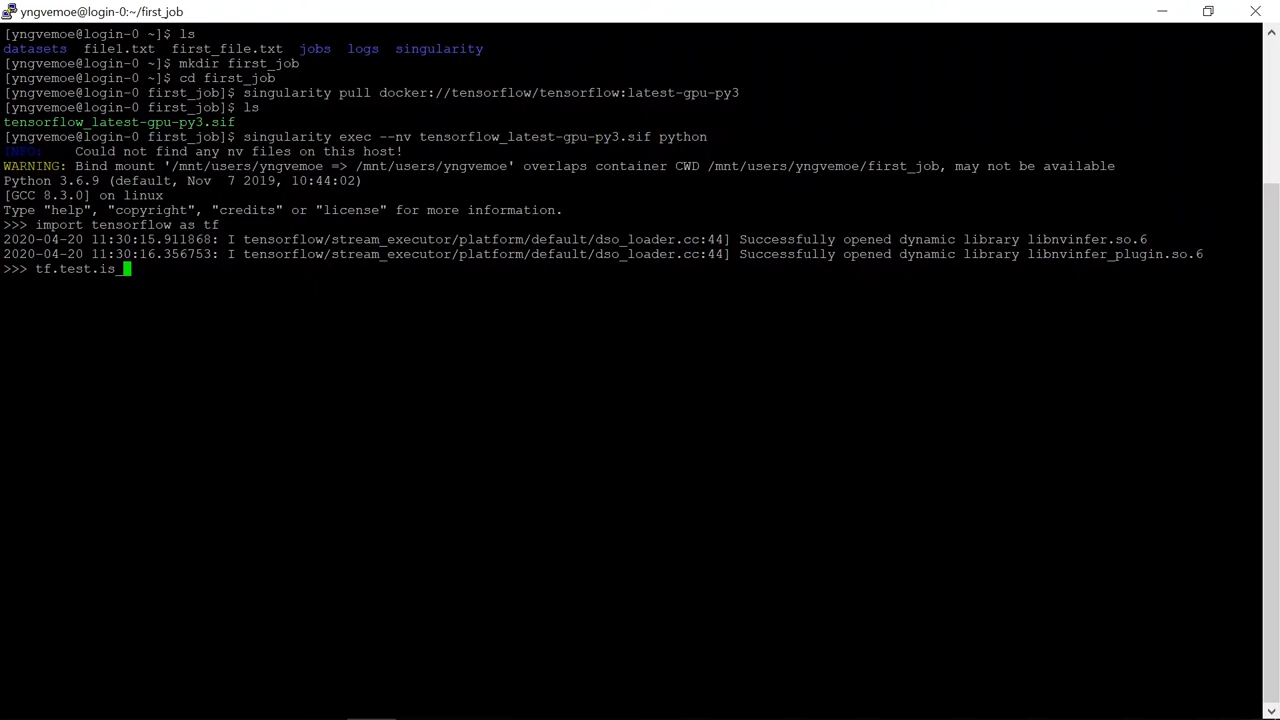 yngvemoe@login-0:~/first_job
[yngvemoe@login-0 ~]$ ls
datasets  file1.txt  first_file.txt  jobs  logs  singularity
[yngvemoe@login-0 ~]$ mkdir first_job
[yngvemoe@login-0 ~]$ cd first_job
[yngvemoe@login-0 first_job]$ singularity pull docker://tensorflow/tensorflow:latest-gpu-py3
[yngvemoe@login-0 first_job]$ ls
tensorflow_latest-gpu-py3.sif
[yngvemoe@login-0 first_job]$ singularity exec --nv tensorflow_latest-gpu-py3.sif python
INFO:    Could not find any nv files on this host!
WARNING: Bind mount '/mnt/users/yngvemoe => /mnt/users/yngvemoe' overlaps container CWD /mnt/users/yngvemoe/first_job, may not be available
Python 3.6.9 (default, Nov  7 2019, 10:44:02)
[GCC 8.3.0] on linux
Type "help", "copyright", "credits" or "license" for more information.
>>> import tensorflow as tf
2020-04-20 11:30:15.911868: I tensorflow/stream_executor/platform/default/dso_loader.cc:44] Successfully opened dynamic library libnvinfer.so.6
2020-04-20 11:30:16.356753: I tensorflow/stream_executor/platform/default/dso_loader.cc:44] Successfully opened dynamic library libnvinfer_plugin.so.6
>>> tf.test.is_